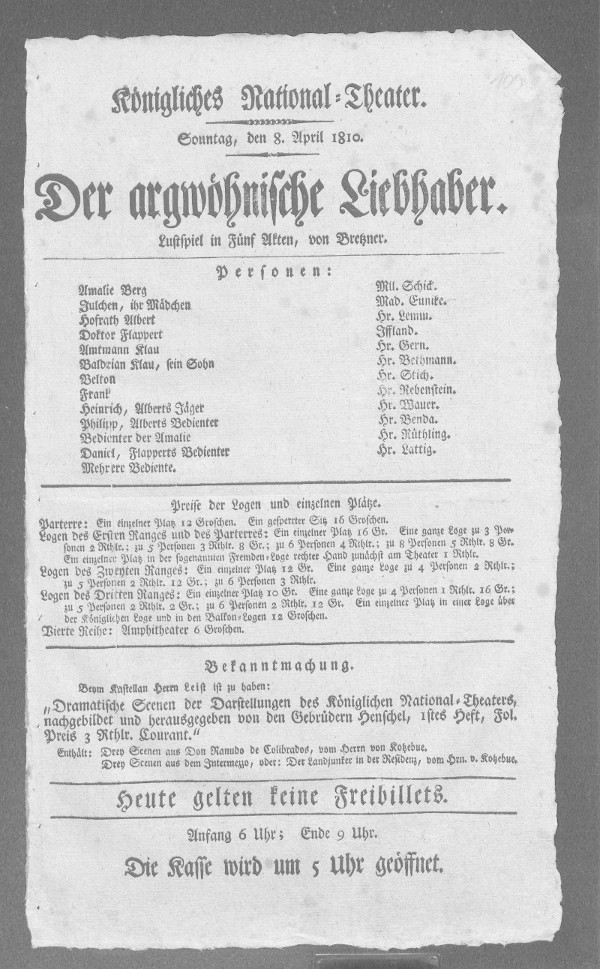 Königliches National-Theater.
Sonntag, den 8. April 1810.
Der argwöhnische Liebhaber.
Lustspiel in Fünf Akten, von Bretzner.
Personen:
Amalie Berg Mll. Schick.
Julchen, ihr Mädchen Mad. Eunike.
Hofrath Albert Hr. Lemm.
Doktor Flappert Iffland.
Amtmann Klau Hr. Gern.
Baldrian Klau, sein Sohn Hr. Bethmann.
Belton Hr. Stich.
Frank Hr. Rebenstein.
Heinrich, Alberts Jäger Hr. Wauer.
Philipp, Alberts Bedienter Hr. Benda.
Bedienter der Amalie Hr. Rüthling.
Daniel, Flapperts Bedienter Hr. Lattig.
Mehrere Bediente.
Preise der Logen und einzelnen Plätze.
Parterre: Ein einzelner Platz 12 Groschen. Ein gesperrter Sitz 16 Groschen.
Logen des Ersten Ranges und des Parterres: Ein einzelner Platz 16 Gr. Eine ganze Loge zu 3 Per-
sonen 2 Rthlr.; zu 5 Personen 3 Rthlr. 8 Gr.; zu 6 Personen 4 Rthlr.; zu 8 Personen 5 Rthlr. 8 Gr.
Ein einzelner Platz in der sogenannten Fremden-Loge rechter Hand zunächst am Theater 1 Rthlr.
Logen des Zweyten Ranges: Ein einzelner Platz 12 Gr. Eine ganze Loge zu 4 Personen 2 Rthlr.;
zu 5 Personen 2 Rthlr. 12 Gr.; zu 6 Personen 3 Rthlr.
Logen des Dritten Ranges: Ein einzelner Platz 10 Gr. Eine ganze Loge zu 4 Personen 1 Rthlr. 16 Gr.;
zu 5 Personen 2 Rthlr. 2 Gr.; zu 6 Personen 2 Rthlr. 12 Gr. Ein einzelner Platz in einer Loge über
der Königlichen Loge und in den Balkon-Logen 12 Groschen.
Vierte Reihe: Amphitheater 6 Groschen.
Bekanntmachung.
Beym Kastellan Herrn Leist ist zu haben:
„Dramatische Scenen der Darstellungen des Königlichen National-Theaters,
nachgebildet und herausgegeben von den Gebrüdern Henschel, 1stes Heft, Fol.
Preis 3 Rthlr. Courant.“
Enthält: Drey Scenen aus Don Ranudo de Colibrados, vom Herrn von Kotzebue.
Drey Scenen aus dem Intermezzo, oder: Der Landjunker in der Residenz, vom Hrn. v. Kotzebue.
Heute gelten keine Freibillets.
Anfang 6 Uhr; Ende 9 Uhr.
Die Kasse wird um 5 Uhr geöffnet.